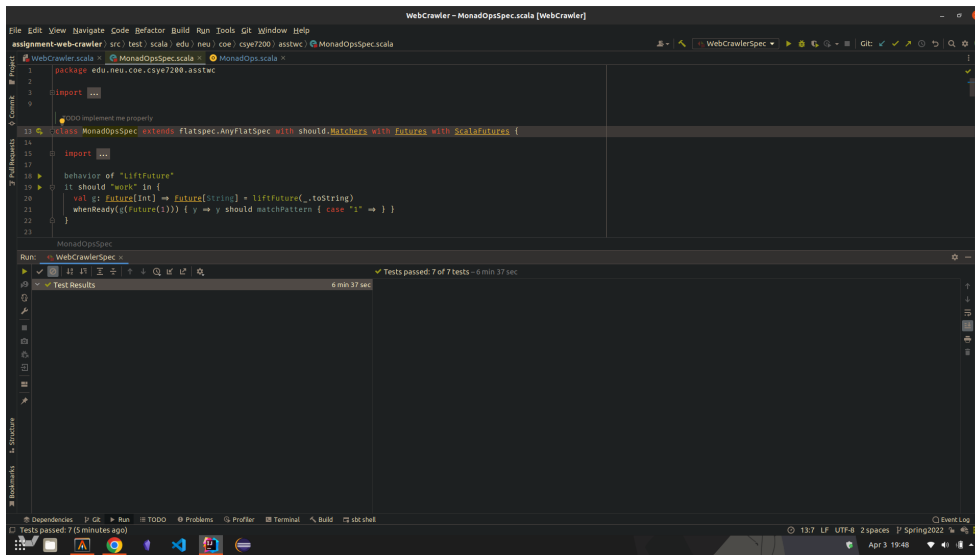 WebCrawler – MonadOpsSpec.scala [WebCrawler]
File Edit View Navigate Code Refactor Build Run Tools Git Window Help
assignment-web-crawler 〉 src 〉 test 〉 scala 〉 edu 〉 neu 〉 coe 〉 csye7200 〉 asstwc 〉 MonadOpsSpec.scala
WebCrawlerSpec
Git:
Project
WebCrawler.scala ×
MonadOpsSpec.scala ×
MonadOps.scala ×
1 package edu.neu.coe.csye7200.asstwc
2
3 import ...
9
Commit
TODO implement me properly
13 class MonadOpsSpec extends flatspec.AnyFlatSpec with should.Matchers with Futures with ScalaFutures {
14
15 import ...
17
Pull Requests
18 behavior of "LiftFuture"
19 it should "work" in {
20 val g: Future[Int] ⇒ Future[String] = liftFuture(_.toString)
21 whenReady(g(Future(1))) { y ⇒ y should matchPattern { case "1" ⇒ } }
22 }
23
MonadOpsSpec
Run: WebCrawlerSpec ×
✓ Tests passed: 7 of 7 tests – 6 min 37 sec
✓ Test Results 6 min 37 sec
Structure
Bookmarks
Dependencies Git Run TODO Problems Profiler Terminal Build sbt shell Event Log
Tests passed: 7 (5 minutes ago) 13:7 LF UTF-8 2 spaces Spring2022
Apr 3 19:48